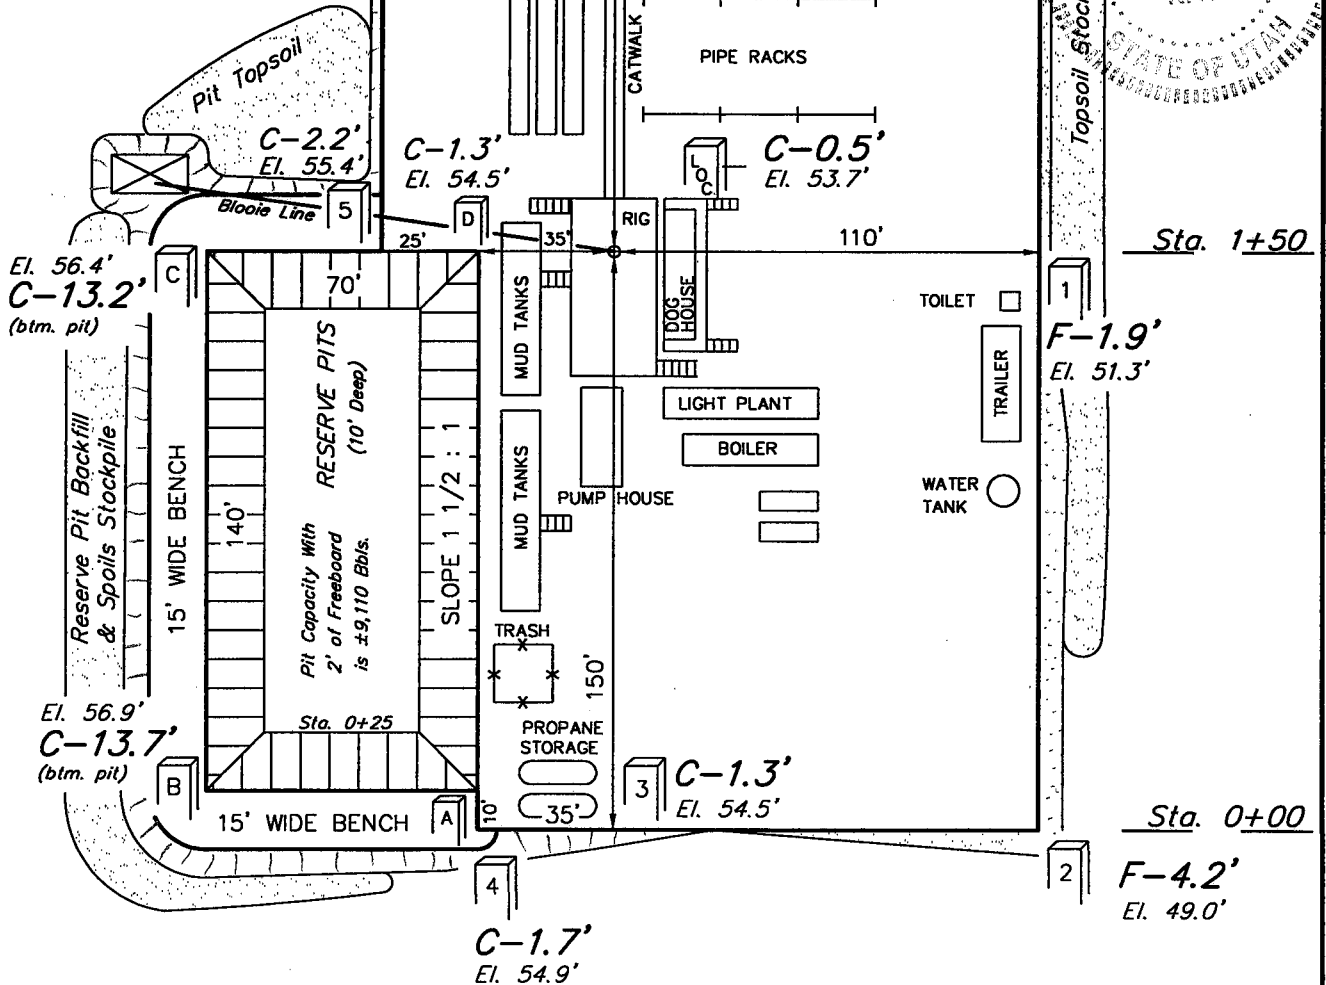 CATWALK
PIPE RACKS
Topsoil
STATE OF UTAH
Pit Topsoil
C-2.2'
El. 55.4'
C-1.3'
El. 54.5'
LOC.
C-0.5'
El. 53.7'
Blooie Line
5
D
RIG
25'
35'
110'
Sta. 1+50
El. 56.4'
C-13.2'
(btm. pit)
C
70'
MUD TANKS
DOG
HOUSE
TOILET
1
F-1.9'
El. 51.3'
TRAILER
RESERVE PITS
(10' Deep)
LIGHT PLANT
BOILER
Reserve Pit Backfill
& Spoils Stockpile
15' WIDE BENCH
140'
Pit Capacity With
2' of Freeboard
is ±9,110 Bbls.
SLOPE 1 1/2 : 1
MUD TANKS
PUMP HOUSE
WATER
TANK
TRASH
150'
El. 56.9'
C-13.7'
(btm. pit)
Sta. 0+25
PROPANE
STORAGE
B
3
C-1.3'
El. 54.5'
15' WIDE BENCH
A
10'
35'
Sta. 0+00
4
2
F-4.2'
El. 49.0'
C-1.7'
El. 54.9'